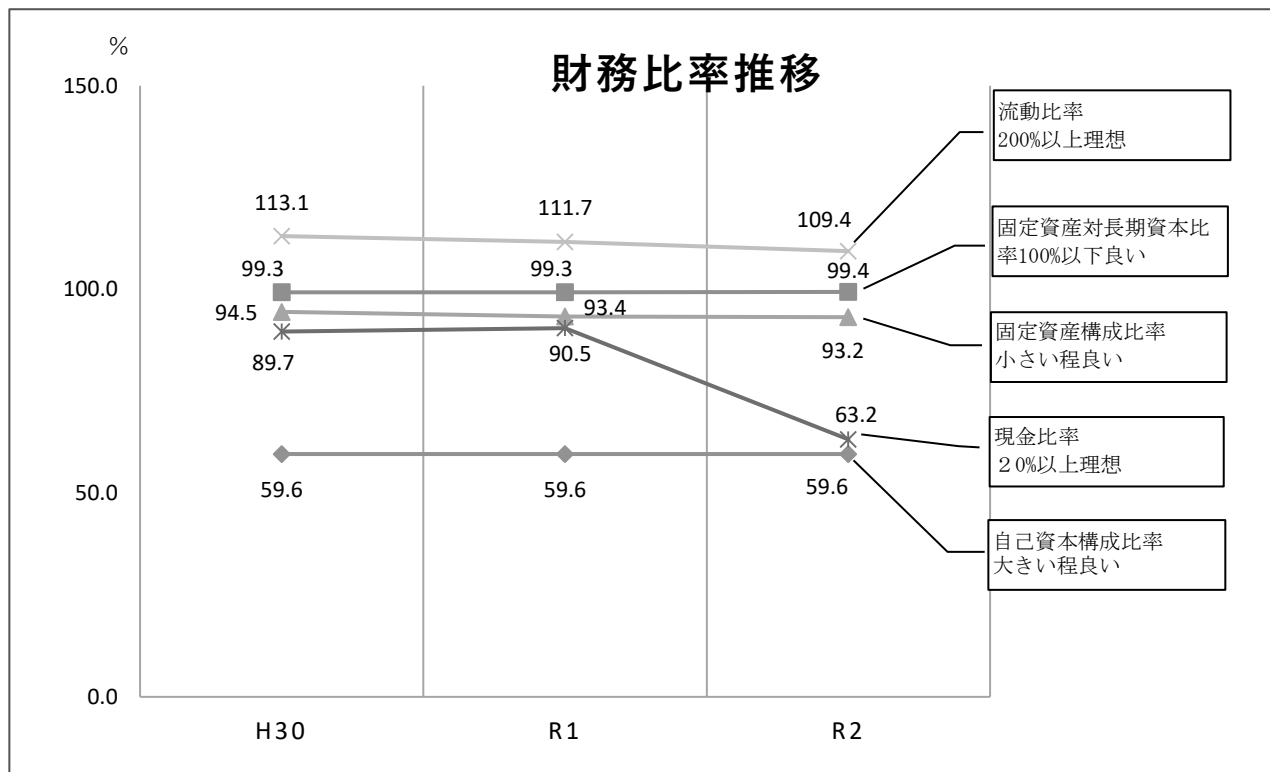 %
財務比率推移
150.0
100.0
50.0
0.0
113.1
111.7
109.4
99.3
99.3
99.4
94.5
93.4
93.2
89.7
90.5
63.2
59.6
59.6
59.6
H30
R1
R2
流動比率
200%以上理想
固定資産対長期資本比
率100%以下良い
固定資産構成比率
小さい程良い
現金比率
２0%以上理想
自己資本構成比率
大きい程良い